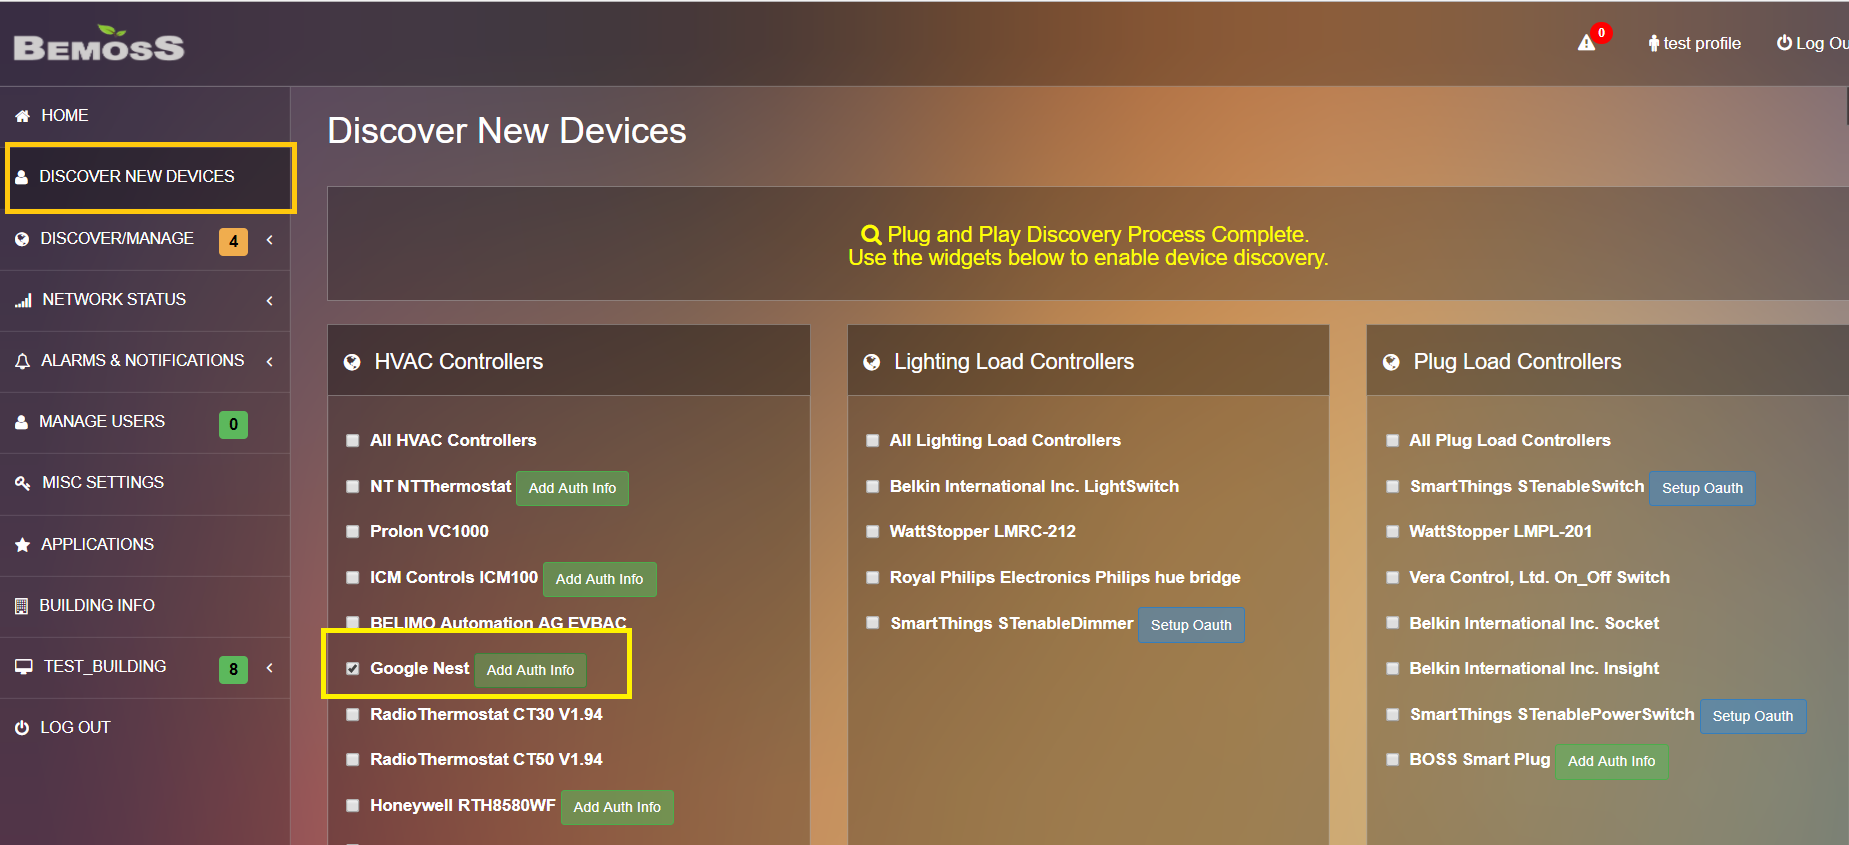 BEMOSS
0
test profile
Log Ou
HOME
DISCOVER NEW DEVICES
DISCOVER/MANAGE 4
NETWORK STATUS
ALARMS & NOTIFICATIONS
MANAGE USERS 0
MISC SETTINGS
APPLICATIONS
BUILDING INFO
TEST_BUILDING 8
LOG OUT
Discover New Devices
Plug and Play Discovery Process Complete.
Use the widgets below to enable device discovery.
HVAC Controllers
All HVAC Controllers
NT NTThermostat Add Auth Info
Prolon VC1000
ICM Controls ICM100 Add Auth Info
BELIMO Automation AG EVBAC
Google Nest Add Auth Info
RadioThermostat CT30 V1.94
RadioThermostat CT50 V1.94
Honeywell RTH8580WF Add Auth Info
Lighting Load Controllers
All Lighting Load Controllers
Belkin International Inc. LightSwitch
WattStopper LMRC-212
Royal Philips Electronics Philips hue bridge
SmartThings STenableDimmer Setup Oauth
Plug Load Controllers
All Plug Load Controllers
SmartThings STenableSwitch Setup Oauth
WattStopper LMPL-201
Vera Control, Ltd. On_Off Switch
Belkin International Inc. Socket
Belkin International Inc. Insight
SmartThings STenablePowerSwitch Setup Oauth
BOSS Smart Plug Add Auth Info